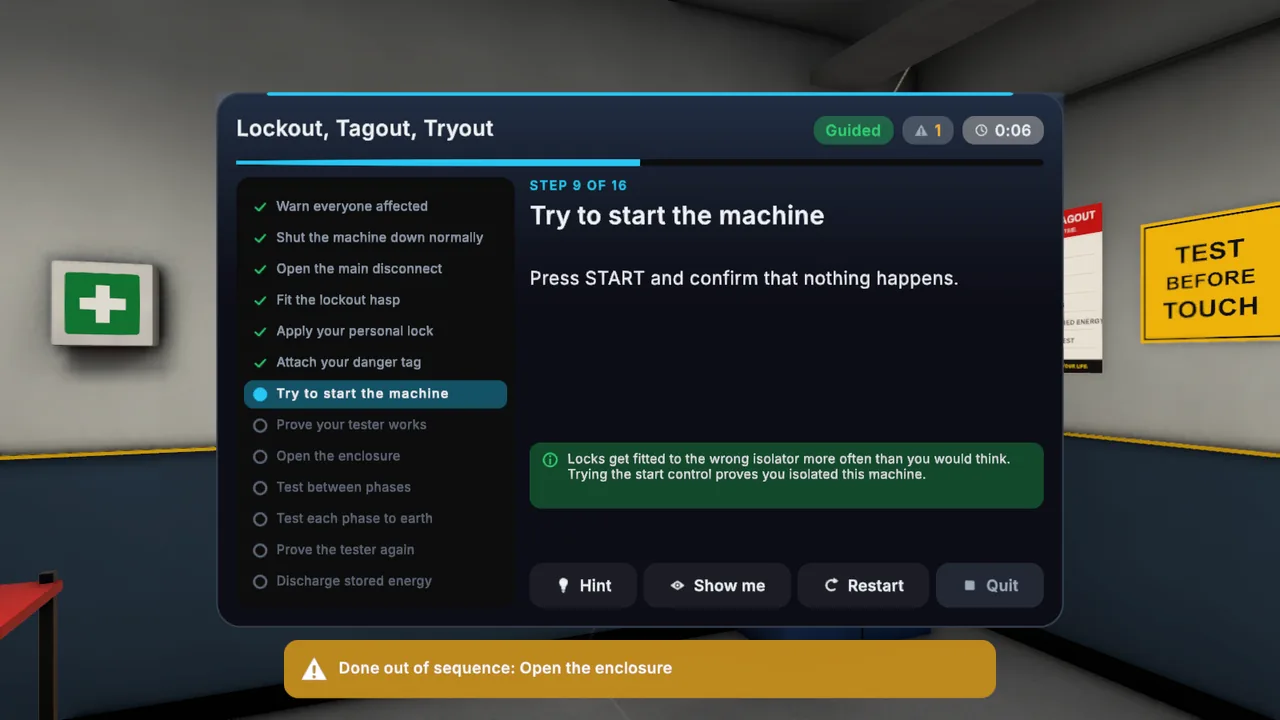 Lockout, Tagout, Tryout
Guided
1
0:06
Warn everyone affected
Shut the machine down normally
Open the main disconnect
Fit the lockout hasp
Apply your personal lock
Attach your danger tag
Try to start the machine
Prove your tester works
Open the enclosure
Test between phases
Test each phase to earth
Prove the tester again
Discharge stored energy
STEP 9 OF 16
Try to start the machine
Press START and confirm that nothing happens.
Locks get fitted to the wrong isolator more often than you would think.
Trying the start control proves you isolated this machine.
Hint
Show me
Restart
Quit
Done out of sequence: Open the enclosure
TEST
BEFORE
TOUCH